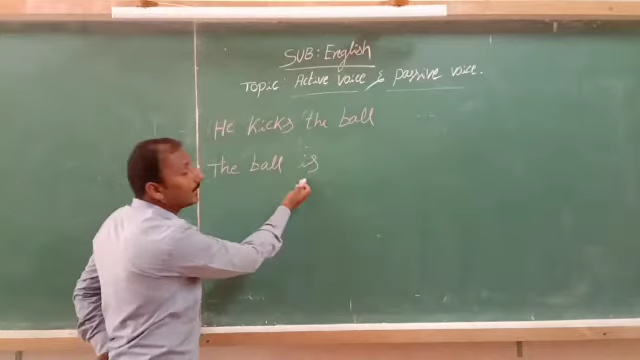 SUB: English
Topic: Active voice & passive voice.
He kicks the ball
The ball is